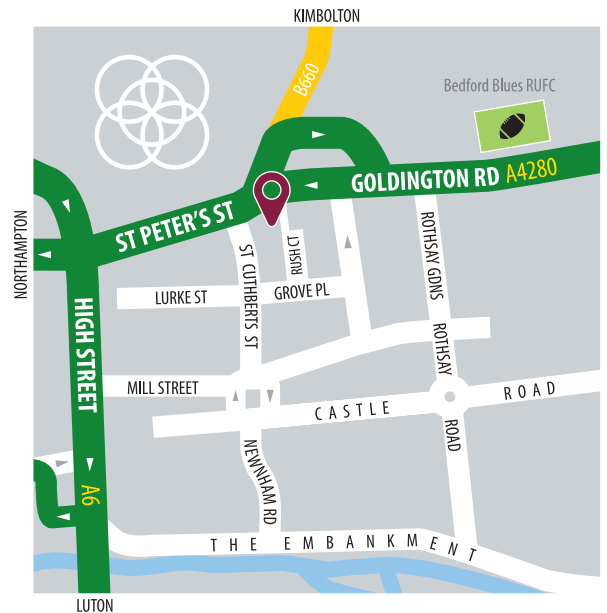 KIMBOLTON
B660
Bedford Blues RUFC
GOLDINGTON RD A4280
ST PETER'S ST
NORTHAMPTON
ROTHSAY GDNS
RUSH CT
ST CUTHBERTS ST
LURKE ST
GROVE PL
HIGH STREET
ROTHSAY
ROAD
MILL STREET
CASTLE ROAD
NEWNHAM RD
A6
THE EMBANKMENT
LUTON